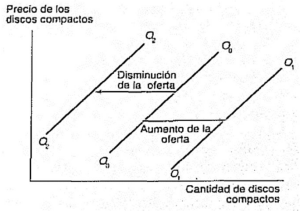 Precio de los
discos compactos
O₂
O₀
O₁
Disminución
de la oferta
Aumento de la
oferta
O₂
O₀
O₁
Cantidad de discos
compactos